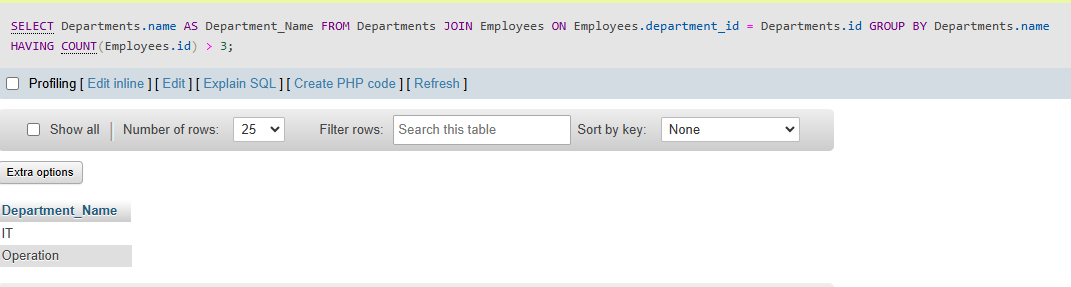 SELECT Departments.name AS Department_Name FROM Departments JOIN Employees ON Employees.department_id = Departments.id GROUP BY Departments.name
HAVING COUNT(Employees.id) > 3;
Profiling [ Edit inline ] [ Edit ] [ Explain SQL ] [ Create PHP code ] [ Refresh ]
Show all Number of rows: 25 Filter rows: Search this table Sort by key: None
Extra options
Department_Name
IT
Operation